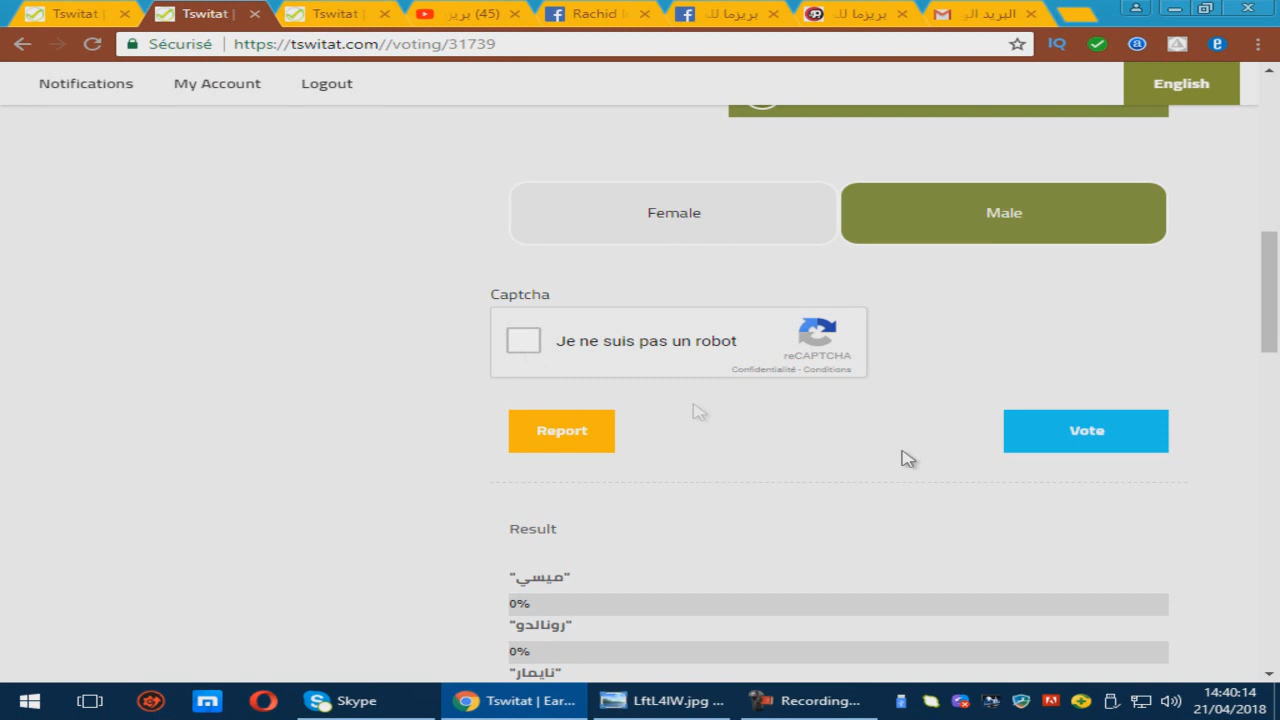 Tswitat |
Tswitat |
Tswitat |
(45) بريز
Rachid
بريزما لل
بريزما لل
البريد ال
Sécurisé
https://tswitat.com//voting/31739
IQ
Notifications
My Account
Logout
English
Female
Male
Captcha
Je ne suis pas un robot
reCAPTCHA
Confidentialité - Conditions
Report
Vote
Result
"ميسي"
0%
"رونالدو"
0%
"نايمار"
Skype
Tswitat | Ear...
LftL4IW.jpg ...
Recording...
14:40:14
21/04/2018